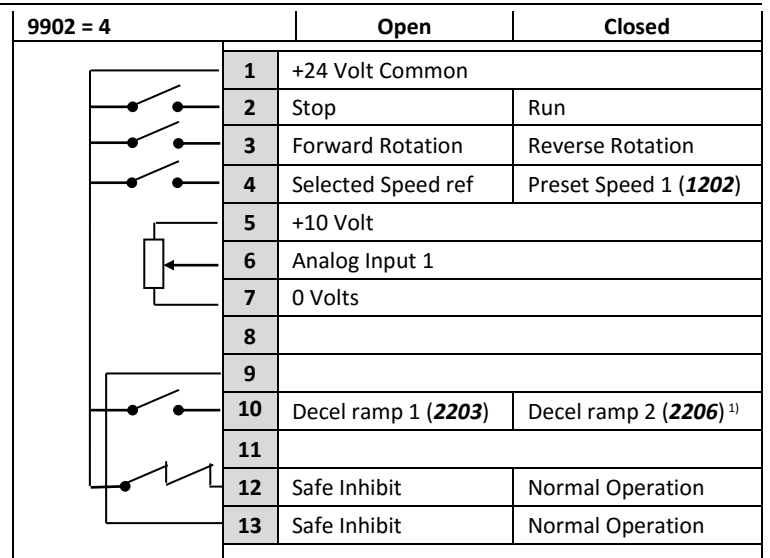 9902 = 4 Open Closed
1 +24 Volt Common
2 Stop Run
3 Forward Rotation Reverse Rotation
4 Selected Speed ref Preset Speed 1 (1202)
5 +10 Volt
6 Analog Input 1
7 0 Volts
8
9
10 Decel ramp 1 (2203) Decel ramp 2 (2206) 1)
11
12 Safe Inhibit Normal Operation
13 Safe Inhibit Normal Operation